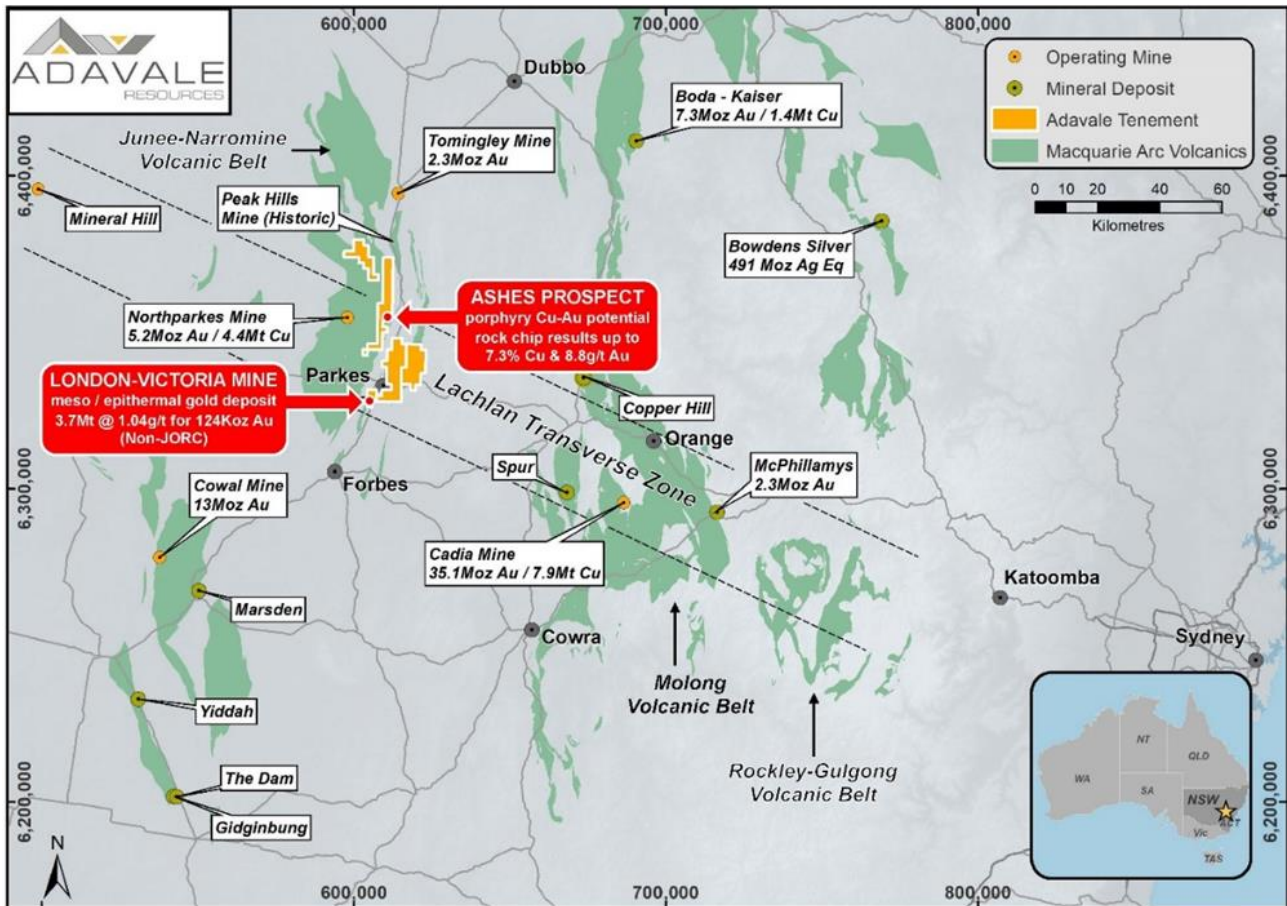 ADAVALE
RESOURCES
600,000
700,000
800,000
Operating Mine
Mineral Deposit
Adavale Tenement
Macquarie Arc Volcanics
0 10 20 40 60
Kilometres
Dubbo
Boda - Kaiser
7.3Moz Au / 1.4Mt Cu
Junee-Narromine
Volcanic Belt
Tomingley Mine
2.3Moz Au
6,400,000
6,400,000
Mineral Hill
Peak Hills
Mine (Historic)
Bowdens Silver
491 Moz Ag Eq
Northparkes Mine
5.2Moz Au / 4.4Mt Cu
ASHES PROSPECT
porphyry Cu-Au potential
rock chip results up to
7.3% Cu & 8.8g/t Au
LONDON-VICTORIA MINE
meso / epithermal gold deposit
3.7Mt @ 1.04g/t for 124Koz Au
(Non-JORC)
Parkes
Lachlan Transverse Zone
Copper Hill
Orange
Spur
McPhillamys
2.3Moz Au
Forbes
6,300,000
6,300,000
Cowal Mine
13Moz Au
Cadia Mine
35.1Moz Au / 7.9Mt Cu
Marsden
Katoomba
Cowra
Sydney
Molong
Volcanic Belt
Yiddah
Rockley-Gulgong
Volcanic Belt
The Dam
Gidginbung
6,200,000
6,200,000
N
600,000
700,000
800,000
NT
QLD
WA
SA
NSW
ACT
Vic
TAS